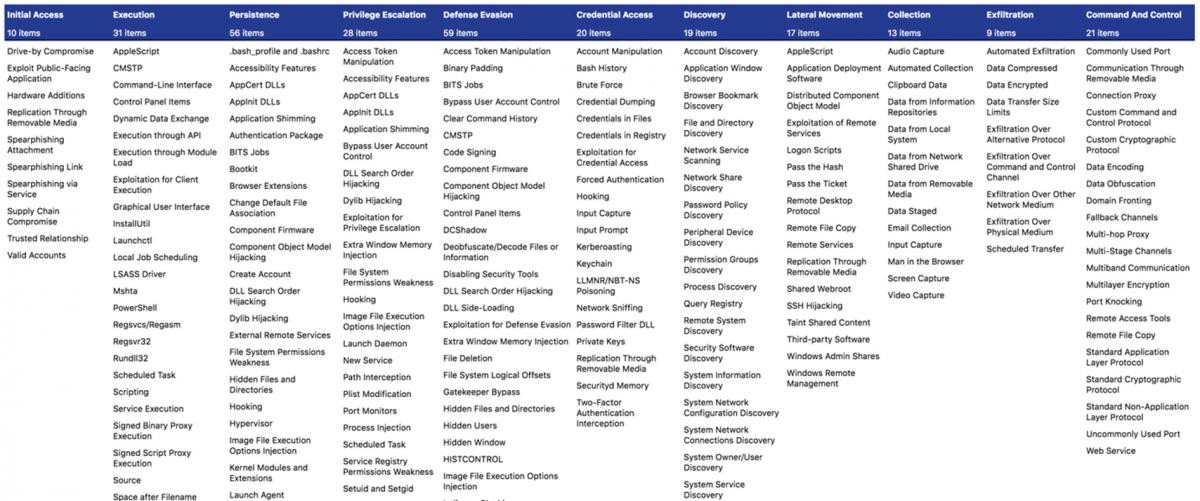 Initial Access
10 items
Drive-by Compromise
Exploit Public-Facing
Application
Hardware Additions
Replication Through
Removable Media
Spearphishing
Attachment
Spearphishing Link
Spearphishing via
Service
Supply Chain
Compromise
Trusted Relationship
Valid Accounts
Execution
31 items
AppleScript
CMSTP
Command-Line Interface
Control Panel Items
Dynamic Data Exchange
Execution through API
Execution through Module
Load
Exploitation for Client
Execution
Graphical User Interface
InstallUtil
Launchctl
Local Job Scheduling
LSASS Driver
Mshta
PowerShell
Regsvcs/Regasm
Regsvr32
Rundll32
Scheduled Task
Scripting
Service Execution
Signed Binary Proxy
Execution
Signed Script Proxy
Execution
Source
Space after Filename
Persistence
56 items
.bash_profile and .bashrc
Accessibility Features
AppCert DLLs
AppInit DLLs
Application Shimming
Authentication Package
BITS Jobs
Bootkit
Browser Extensions
Change Default File
Association
Component Firmware
Component Object Model
Hijacking
Create Account
DLL Search Order
Hijacking
Dylib Hijacking
External Remote Services
File System Permissions
Weakness
Hidden Files and
Directories
Hooking
Hypervisor
Image File Execution
Options Injection
Kernel Modules and
Extensions
Launch Agent
Privilege Escalation
28 items
Access Token
Manipulation
Accessibility Features
AppCert DLLs
AppInit DLLs
Application Shimming
Bypass User Account
Control
DLL Search Order
Hijacking
Dylib Hijacking
Exploitation for
Privilege Escalation
Extra Window Memory
Injection
File System
Permissions Weakness
Hooking
Image File Execution
Options Injection
Launch Daemon
New Service
Path Interception
Plist Modification
Port Monitors
Process Injection
Scheduled Task
Service Registry
Permissions Weakness
Setuid and Setgid
Defense Evasion
59 items
Access Token Manipulation
Binary Padding
BITS Jobs
Bypass User Account Control
Clear Command History
CMSTP
Code Signing
Component Firmware
Component Object Model
Hijacking
Control Panel Items
DCShadow
Deobfuscate/Decode Files or
Information
Disabling Security Tools
DLL Search Order Hijacking
DLL Side-Loading
Exploitation for Defense Evasion
Extra Window Memory Injection
File Deletion
File System Logical Offsets
Gatekeeper Bypass
Hidden Files and Directories
Hidden Users
Hidden Window
HISTCONTROL
Image File Execution Options
Injection
Credential Access
20 items
Account Manipulation
Bash History
Brute Force
Credential Dumping
Credentials in Files
Credentials in Registry
Exploitation for
Credential Access
Forced Authentication
Hooking
Input Capture
Input Prompt
Kerberoasting
Keychain
LLMNR/NBT-NS
Poisoning
Network Sniffing
Password Filter DLL
Private Keys
Replication Through
Removable Media
Securityd Memory
Two-Factor
Authentication
Interception
Discovery
19 items
Account Discovery
Application Window
Discovery
Browser Bookmark
Discovery
File and Directory
Discovery
Network Service
Scanning
Network Share
Discovery
Password Policy
Discovery
Peripheral Device
Discovery
Permission Groups
Discovery
Process Discovery
Query Registry
Remote System
Discovery
Security Software
Discovery
System Information
Discovery
System Network
Configuration Discovery
System Network
Connections Discovery
System Owner/User
Discovery
System Service
Discovery
Lateral Movement
17 items
AppleScript
Application Deployment
Software
Distributed Component
Object Model
Exploitation of Remote
Services
Logon Scripts
Pass the Hash
Pass the Ticket
Remote Desktop
Protocol
Remote File Copy
Remote Services
Replication Through
Removable Media
Shared Webroot
SSH Hijacking
Taint Shared Content
Third-party Software
Windows Admin Shares
Windows Remote
Management
Collection
13 items
Audio Capture
Automated Collection
Clipboard Data
Data from Information
Repositories
Data from Local
System
Data from Network
Shared Drive
Data from Removable
Media
Data Staged
Email Collection
Input Capture
Man in the Browser
Screen Capture
Video Capture
Exfiltration
9 items
Automated Exfiltration
Data Compressed
Data Encrypted
Data Transfer Size
Limits
Exfiltration Over
Alternative Protocol
Exfiltration Over
Command and Control
Channel
Exfiltration Over Other
Network Medium
Exfiltration Over
Physical Medium
Scheduled Transfer
Command And Control
21 items
Commonly Used Port
Communication Through
Removable Media
Connection Proxy
Custom Command and
Control Protocol
Custom Cryptographic
Protocol
Data Encoding
Data Obfuscation
Domain Fronting
Fallback Channels
Multi-hop Proxy
Multi-Stage Channels
Multiband Communication
Multilayer Encryption
Port Knocking
Remote Access Tools
Remote File Copy
Standard Application
Layer Protocol
Standard Cryptographic
Protocol
Standard Non-Application
Layer Protocol
Uncommonly Used Port
Web Service